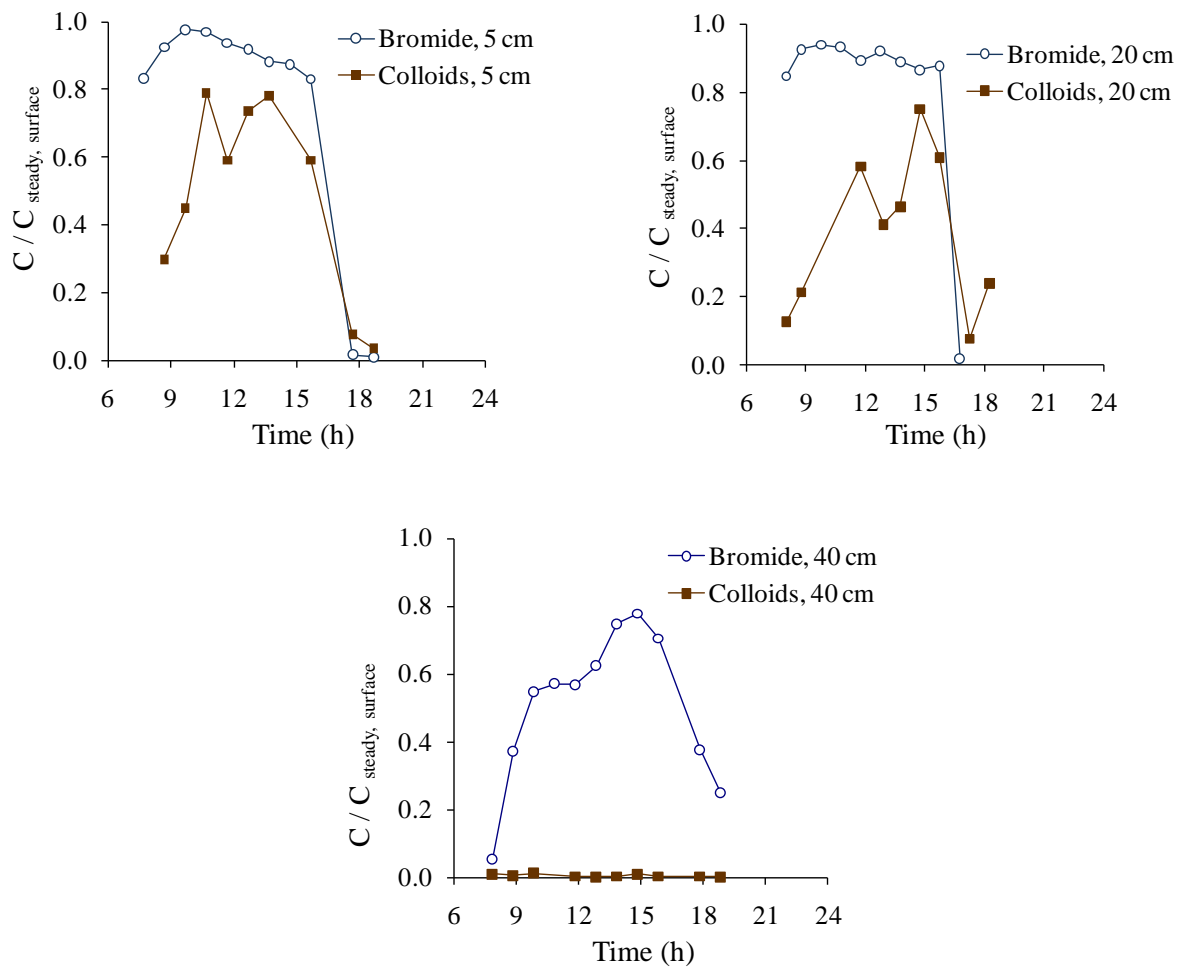 1.0
0.8
0.6
0.4
0.2
0.0
C / C steady, surface
Bromide, 5 cm
Colloids, 5 cm
6 9 12 15 18 21 24
Time (h)
1.0
0.8
0.6
0.4
0.2
0.0
C / C steady, surface
Bromide, 20 cm
Colloids, 20 cm
6 9 12 15 18 21 24
Time (h)
1.0
0.8
0.6
0.4
0.2
0.0
C / C steady, surface
Bromide, 40 cm
Colloids, 40 cm
6 9 12 15 18 21 24
Time (h)